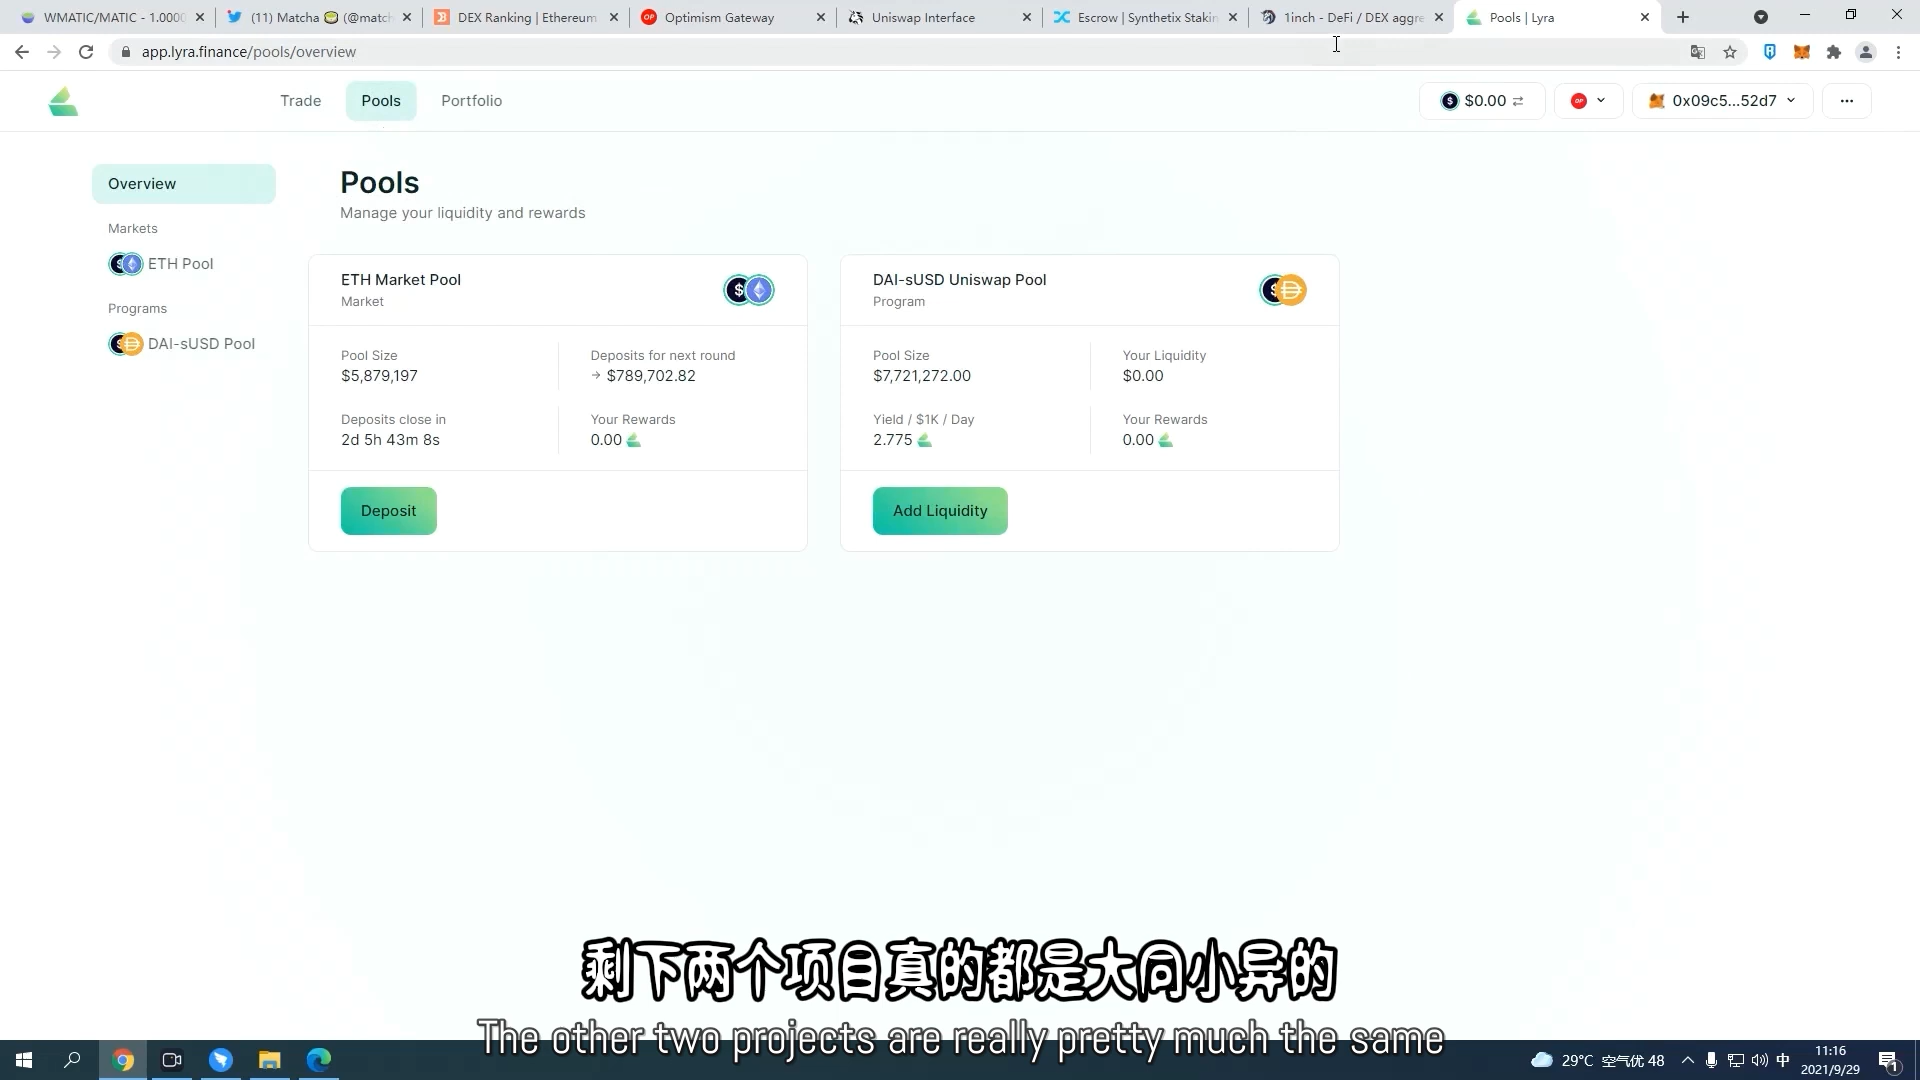 WMATIC/MATIC - 1.0000
(11) Matcha 🍵 (@match
DEX Ranking | Ethereum
Optimism Gateway
Uniswap Interface
Escrow | Synthetix Stakin
1inch - DeFi / DEX aggre
Pools | Lyra
app.lyra.finance/pools/overview
Trade
Pools
Portfolio
$0.00
OP
0x09c5...52d7
Overview
Markets
ETH Pool
Programs
DAI-sUSD Pool
Pools
Manage your liquidity and rewards
ETH Market Pool
Market
Pool Size
$5,879,197
Deposits for next round
→ $789,702.82
Deposits close in
2d 5h 43m 8s
Your Rewards
0.00
Deposit
DAI-sUSD Uniswap Pool
Program
Pool Size
$7,721,272.00
Your Liquidity
$0.00
Yield / $1K / Day
2.775
Your Rewards
0.00
Add Liquidity
剩下两个项目真的都是大同小异的
The other two projects are really pretty much the same
29°C 空气优 48
中
11:16
2021/9/29
1